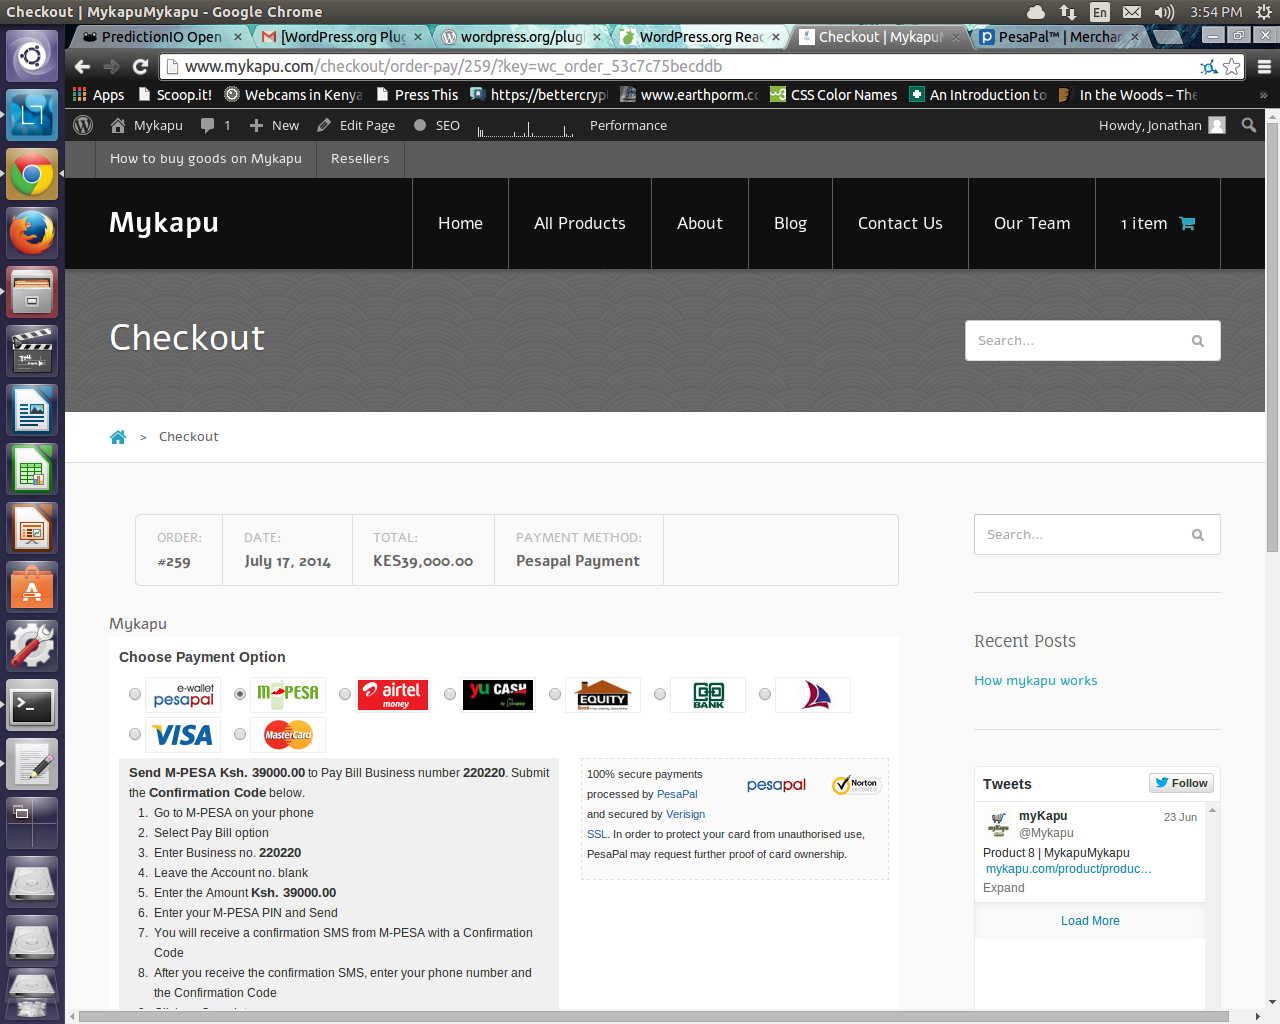 Checkout | MykapuMykapu - Google Chrome
En
3:54 PM
PredictionIO Open
[WordPress.org Plug
wordpress.org/plugi
WordPress.org Read
Checkout | MykapuM
PesaPal™ | Merchan
www.mykapu.com/checkout/order-pay/259/?key=wc_order_53c7c75becddb
Apps
Scoop.it!
Webcams in Kenya
Press This
https://bettercrypt
www.earthporm.co
CSS Color Names
An Introduction to
In the Woods – The
»
Mykapu
1
New
Edit Page
SEO
Performance
Howdy, Jonathan
How to buy goods on Mykapu
Resellers
Mykapu
Home
All Products
About
Blog
Contact Us
Our Team
1 item
Checkout
Search...
> Checkout
ORDER:
#259
DATE:
July 17, 2014
TOTAL:
KES39,000.00
PAYMENT METHOD:
Pesapal Payment
Search...
Mykapu
Choose Payment Option
e-wallet
pesapal
M-PESA
airtel
money
yu CASH
EQUITY
Bank
BANK
VISA
MasterCard
Send M-PESA Ksh. 39000.00 to Pay Bill Business number 220220. Submit
the Confirmation Code below.
1. Go to M-PESA on your phone
2. Select Pay Bill option
3. Enter Business no. 220220
4. Leave the Account no. blank
5. Enter the Amount Ksh. 39000.00
6. Enter your M-PESA PIN and Send
7. You will receive a confirmation SMS from M-PESA with a Confirmation
Code
8. After you receive the confirmation SMS, enter your phone number and
the Confirmation Code
100% secure payments
processed by PesaPal
and secured by Verisign
SSL. In order to protect your card from unauthorised use,
PesaPal may request further proof of card ownership.
pesapal
Norton
SECURED
Recent Posts
How mykapu works
Tweets
Follow
myKapu
23 Jun
@Mykapu
Product 8 | MykapuMykapu
mykapu.com/product/produc…
Expand
Load More